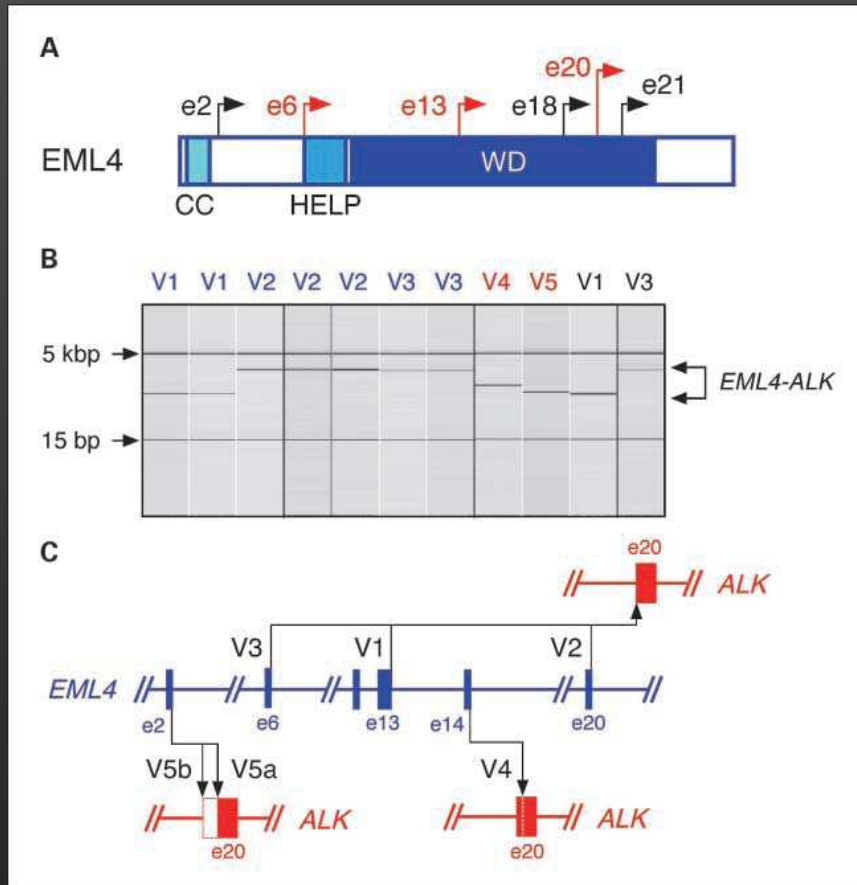 A
e20
e21
e2 e6 e13 e18
EML4 WD
CC HELP
B
V1 V1 V2 V2 V2 V3 V3 V4 V5 V1 V3
5 kbp
EML4-ALK
15 bp
C
e20
ALK
V3 V1 V2
EML4
e2 e6 e13 e14 e20
V5b V5a V4
ALK ALK
e20 e20